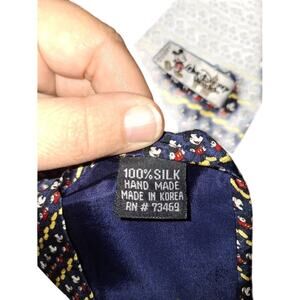 100% SILK
HAND MADE
MADE IN KOREA
RN # 73469